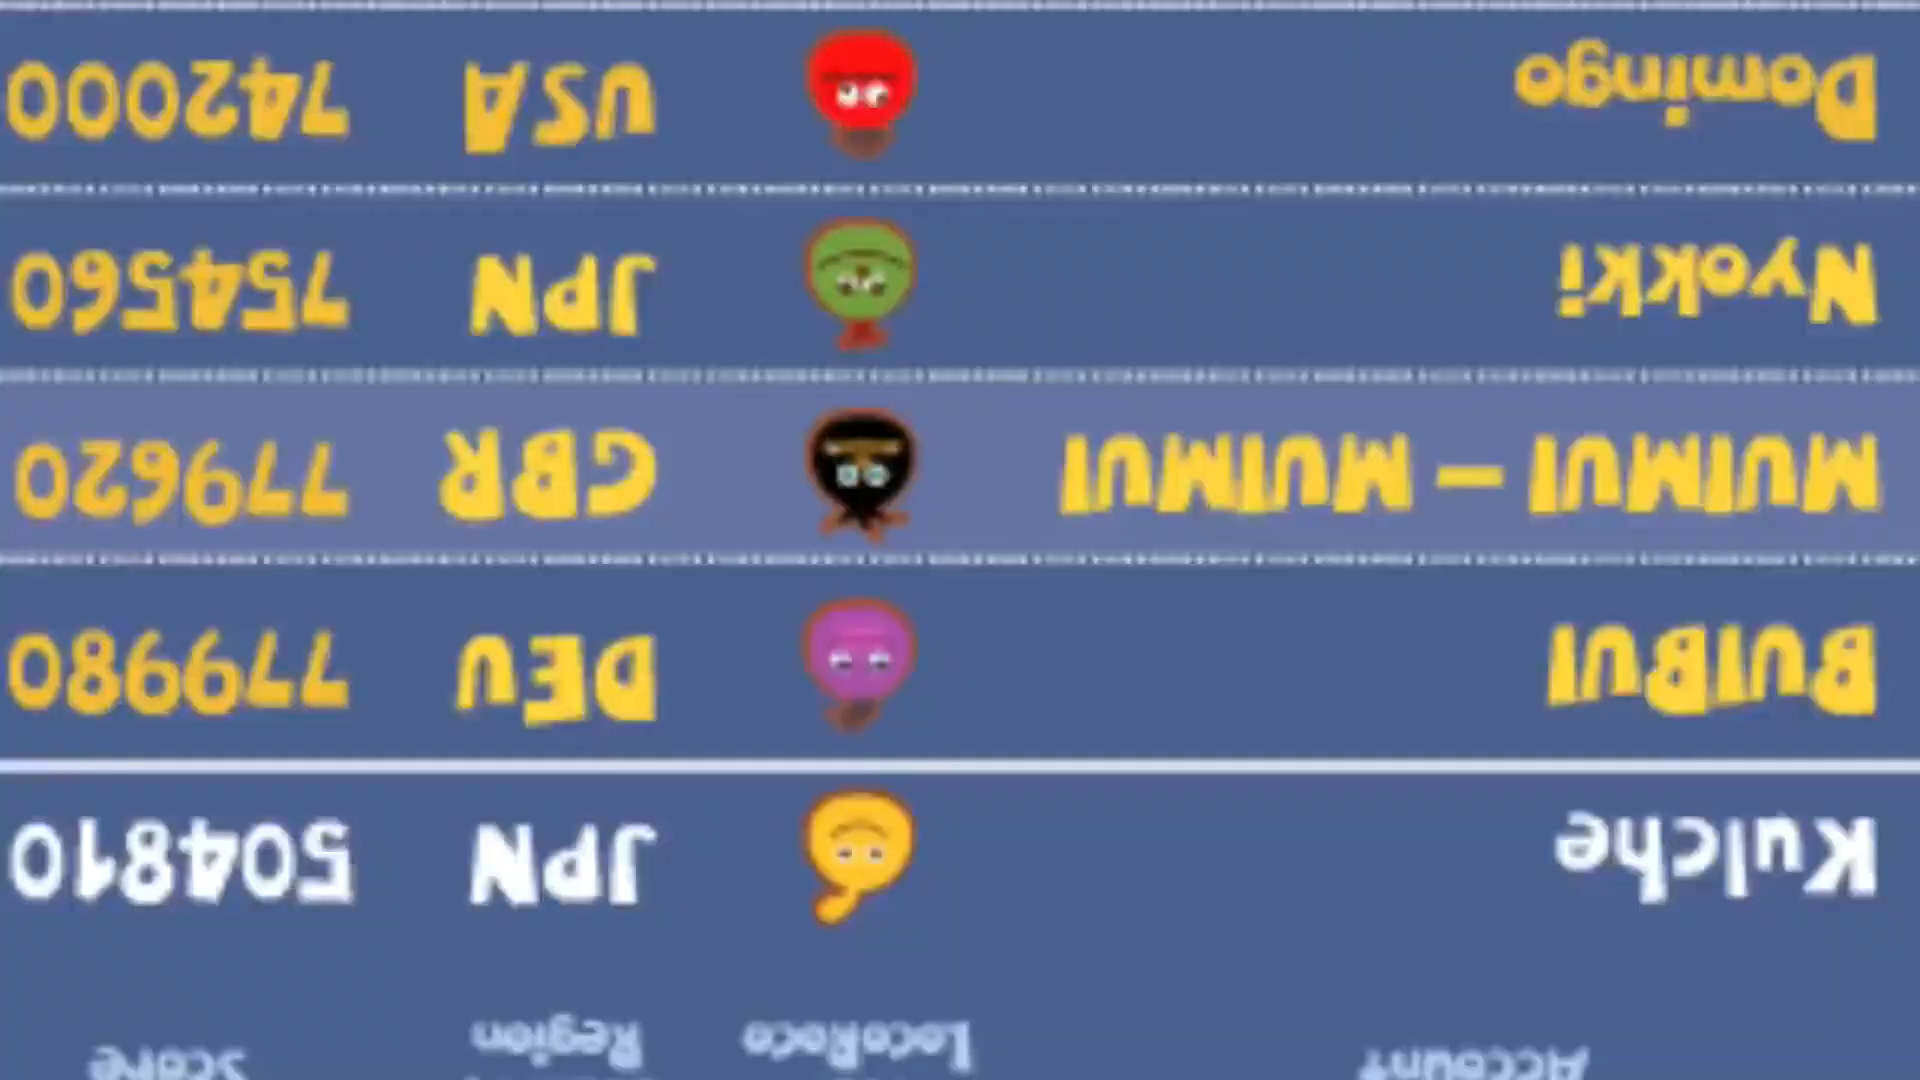 Account LocoRoco Region Score
Kulche JPN 504810
BUIBUI DEU 779980
MUIMUI – MUIMUI GBR 779620
Nyokki JPN 754560
Domingo USA 742000